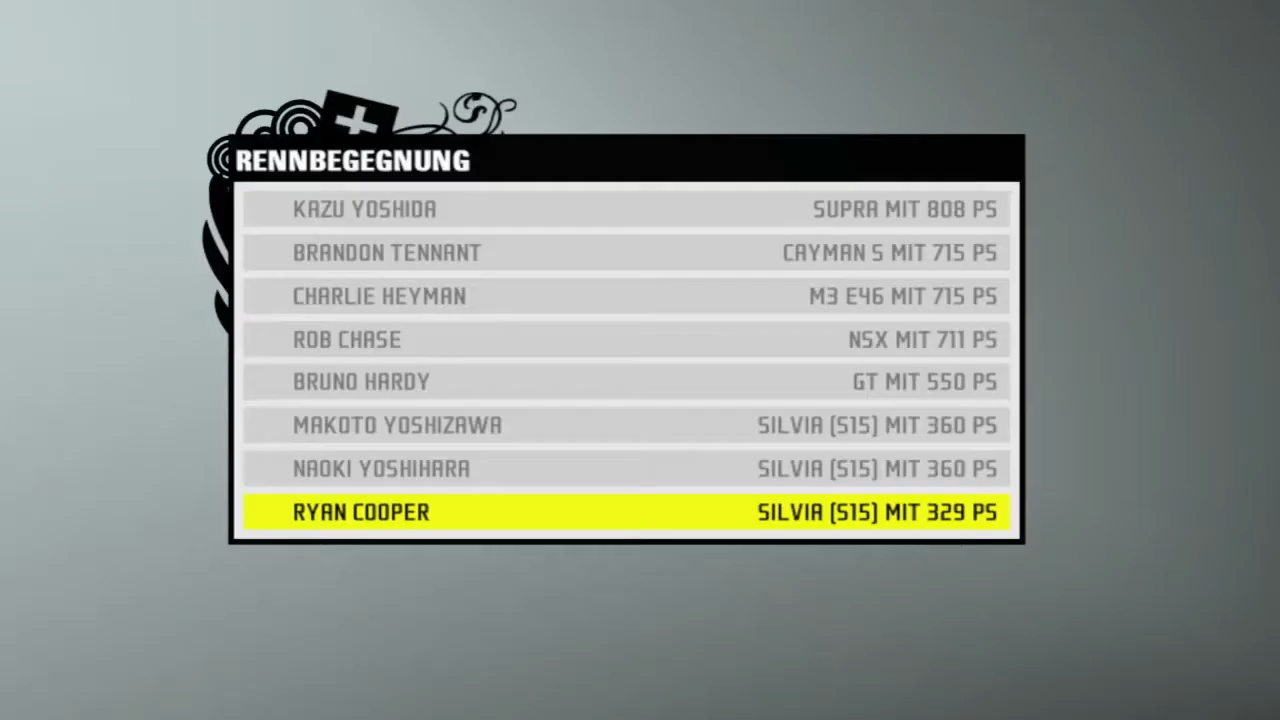 RENNBEGEGNUNG
KAZU YOSHIDA SUPRA MIT 808 PS
BRANDON TENNANT CAYMAN S MIT 715 PS
CHARLIE HEYMAN M3 E46 MIT 715 PS
ROB CHASE NSX MIT 711 PS
BRUNO HARDY GT MIT 550 PS
MAKOTO YOSHIZAWA SILVIA (S15) MIT 360 PS
NAOKI YOSHIHARA SILVIA (S15) MIT 360 PS
RYAN COOPER SILVIA (S15) MIT 329 PS